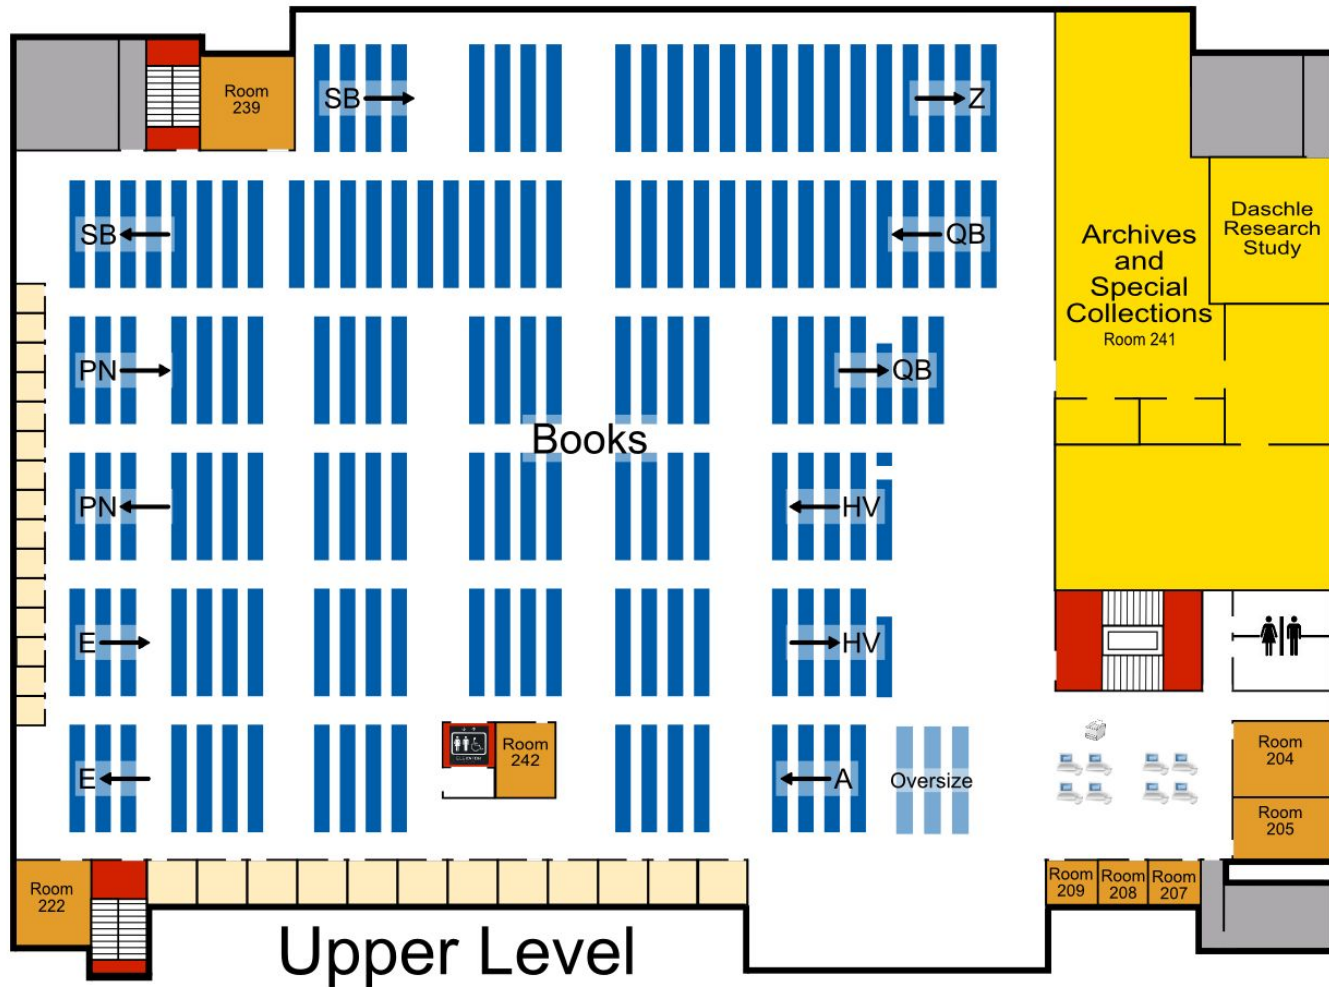 Room
239
SB
Z
SB
QB
Archives
and
Special
Collections
Room 241
Daschle
Research
Study
PN
QB
Books
PN
HV
E
HV
E
Room
242
A
Oversize
Room
204
Room
205
Room
222
Room
209
Room
208
Room
207
Upper Level